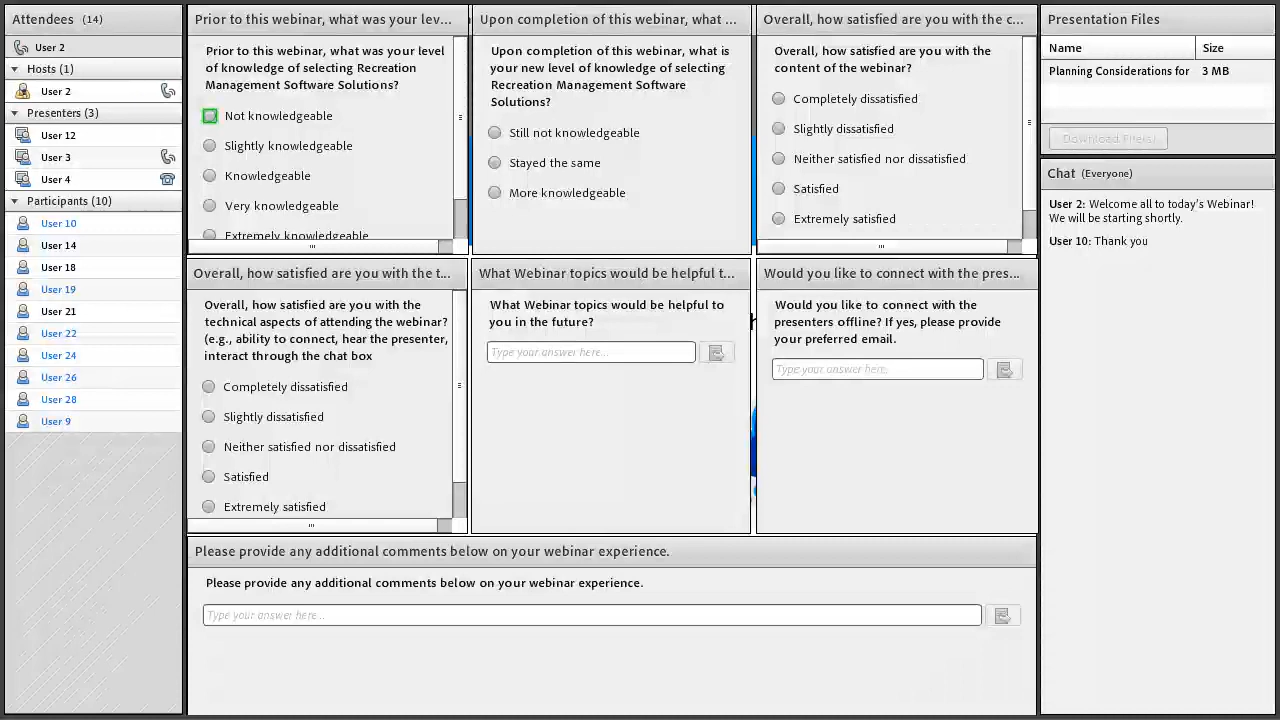 Attendees (14)
User 2
Hosts (1)
User 2
Presenters (3)
User 12
User 3
User 4
Participants (10)
User 10
User 14
User 18
User 19
User 21
User 22
User 24
User 26
User 28
User 9
Prior to this webinar, what was your lev...
Prior to this webinar, what was your level
of knowledge of selecting Recreation
Management Software Solutions?
Not knowledgeable
Slightly knowledgeable
Knowledgeable
Very knowledgeable
Extremely knowledgeable
Upon completion of this webinar, what ...
Upon completion of this webinar, what is
your new level of knowledge of selecting
Recreation Management Software
Solutions?
Still not knowledgeable
Stayed the same
More knowledgeable
Overall, how satisfied are you with the c...
Overall, how satisfied are you with the
content of the webinar?
Completely dissatisfied
Slightly dissatisfied
Neither satisfied nor dissatisfied
Satisfied
Extremely satisfied
Overall, how satisfied are you with the t...
Overall, how satisfied are you with the
technical aspects of attending the webinar?
(e.g., ability to connect, hear the presenter,
interact through the chat box
Completely dissatisfied
Slightly dissatisfied
Neither satisfied nor dissatisfied
Satisfied
Extremely satisfied
What Webinar topics would be helpful t...
What Webinar topics would be helpful to
you in the future?
Type your answer here...
Would you like to connect with the pres...
Would you like to connect with the
presenters offline? If yes, please provide
your preferred email.
Type your answer here...
Please provide any additional comments below on your webinar experience.
Please provide any additional comments below on your webinar experience.
Type your answer here...
Presentation Files
Name Size
Planning Considerations for 3 MB
Download File(s)
Chat (Everyone)
User 2: Welcome all to today's Webinar!
We will be starting shortly.
User 10: Thank you